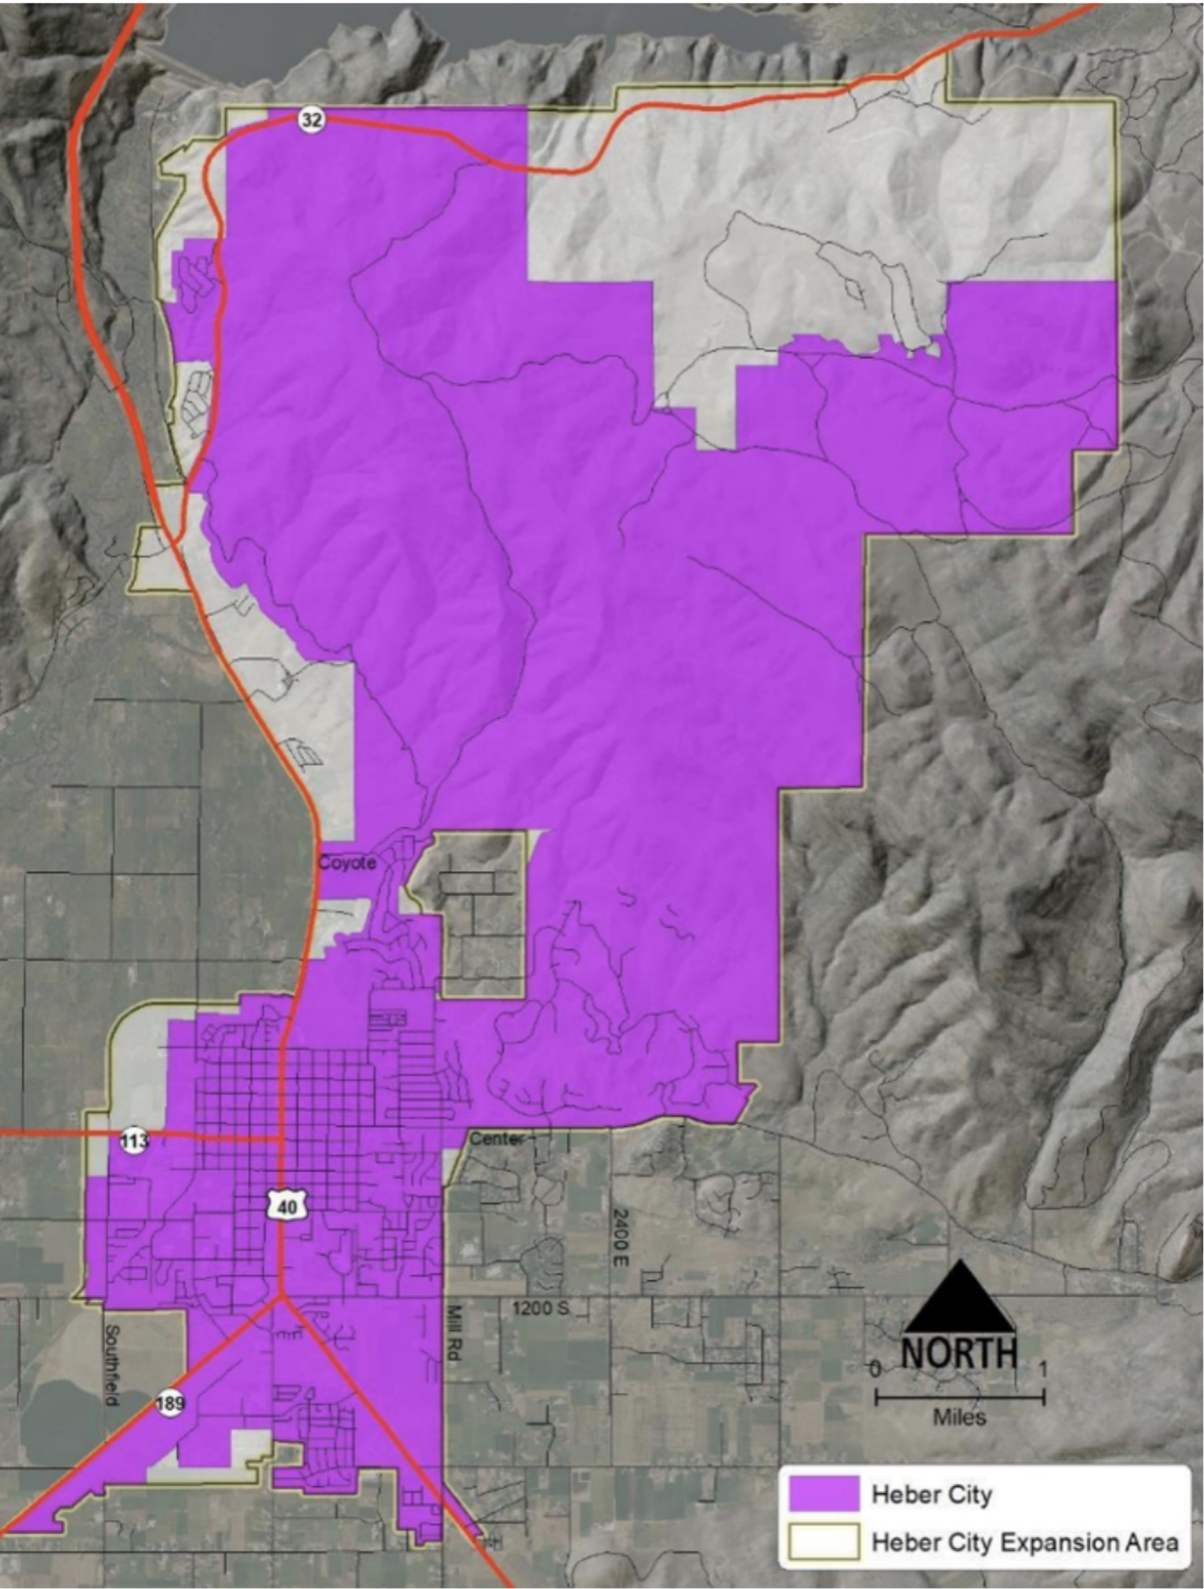 32
Coyote
113
Center
40
2400 E
1200 S
Mill Rd
Southfield
189
NORTH
0 1
Miles
Heber City
Heber City Expansion Area